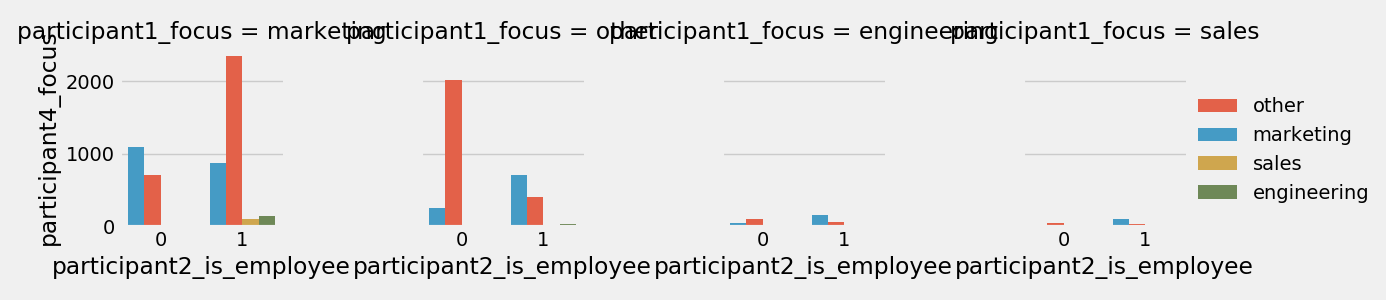 participant1_focus = marketing
participant1_focus = other
participant1_focus = engineering
participant1_focus = sales
participant4_focus
2000
1000
0
0 1
0 1
0 1
0 1
participant2_is_employee
participant2_is_employee
participant2_is_employee
participant2_is_employee
other
marketing
sales
engineering